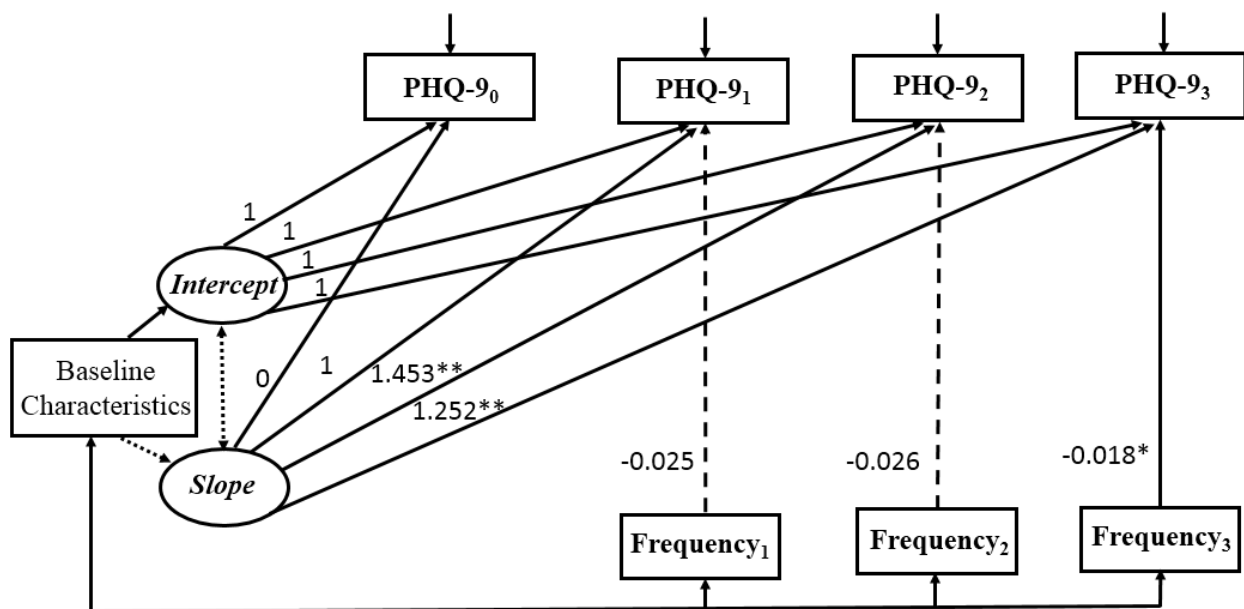 PHQ-9₀
PHQ-9₁
PHQ-9₂
PHQ-9₃
1
1
1
1
Intercept
Baseline
Characteristics
0
1
1.453**
1.252**
Slope
-0.025
-0.026
-0.018*
Frequency₁
Frequency₂
Frequency₃